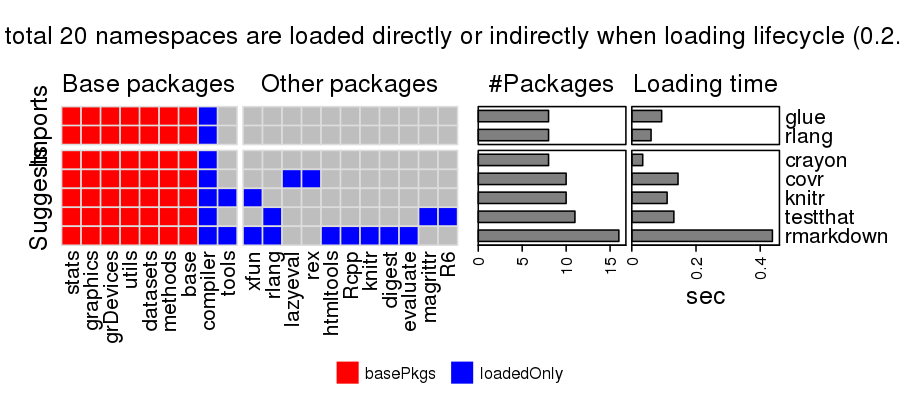 total 20 namespaces are loaded directly or indirectly when loading lifecycle (0.2.
Base packages
Other packages
#Packages
Loading time
Imports
Suggests
glue
rlang
crayon
covr
knitr
testthat
rmarkdown
stats
graphics
grDevices
utils
datasets
methods
base
compiler
tools
xfun
rlang
lazyeval
rex
htmltools
Rcpp
knitr
digest
evaluate
magrittr
R6
0
5
10
15
0
0.2
0.4
sec
basePkgs
loadedOnly